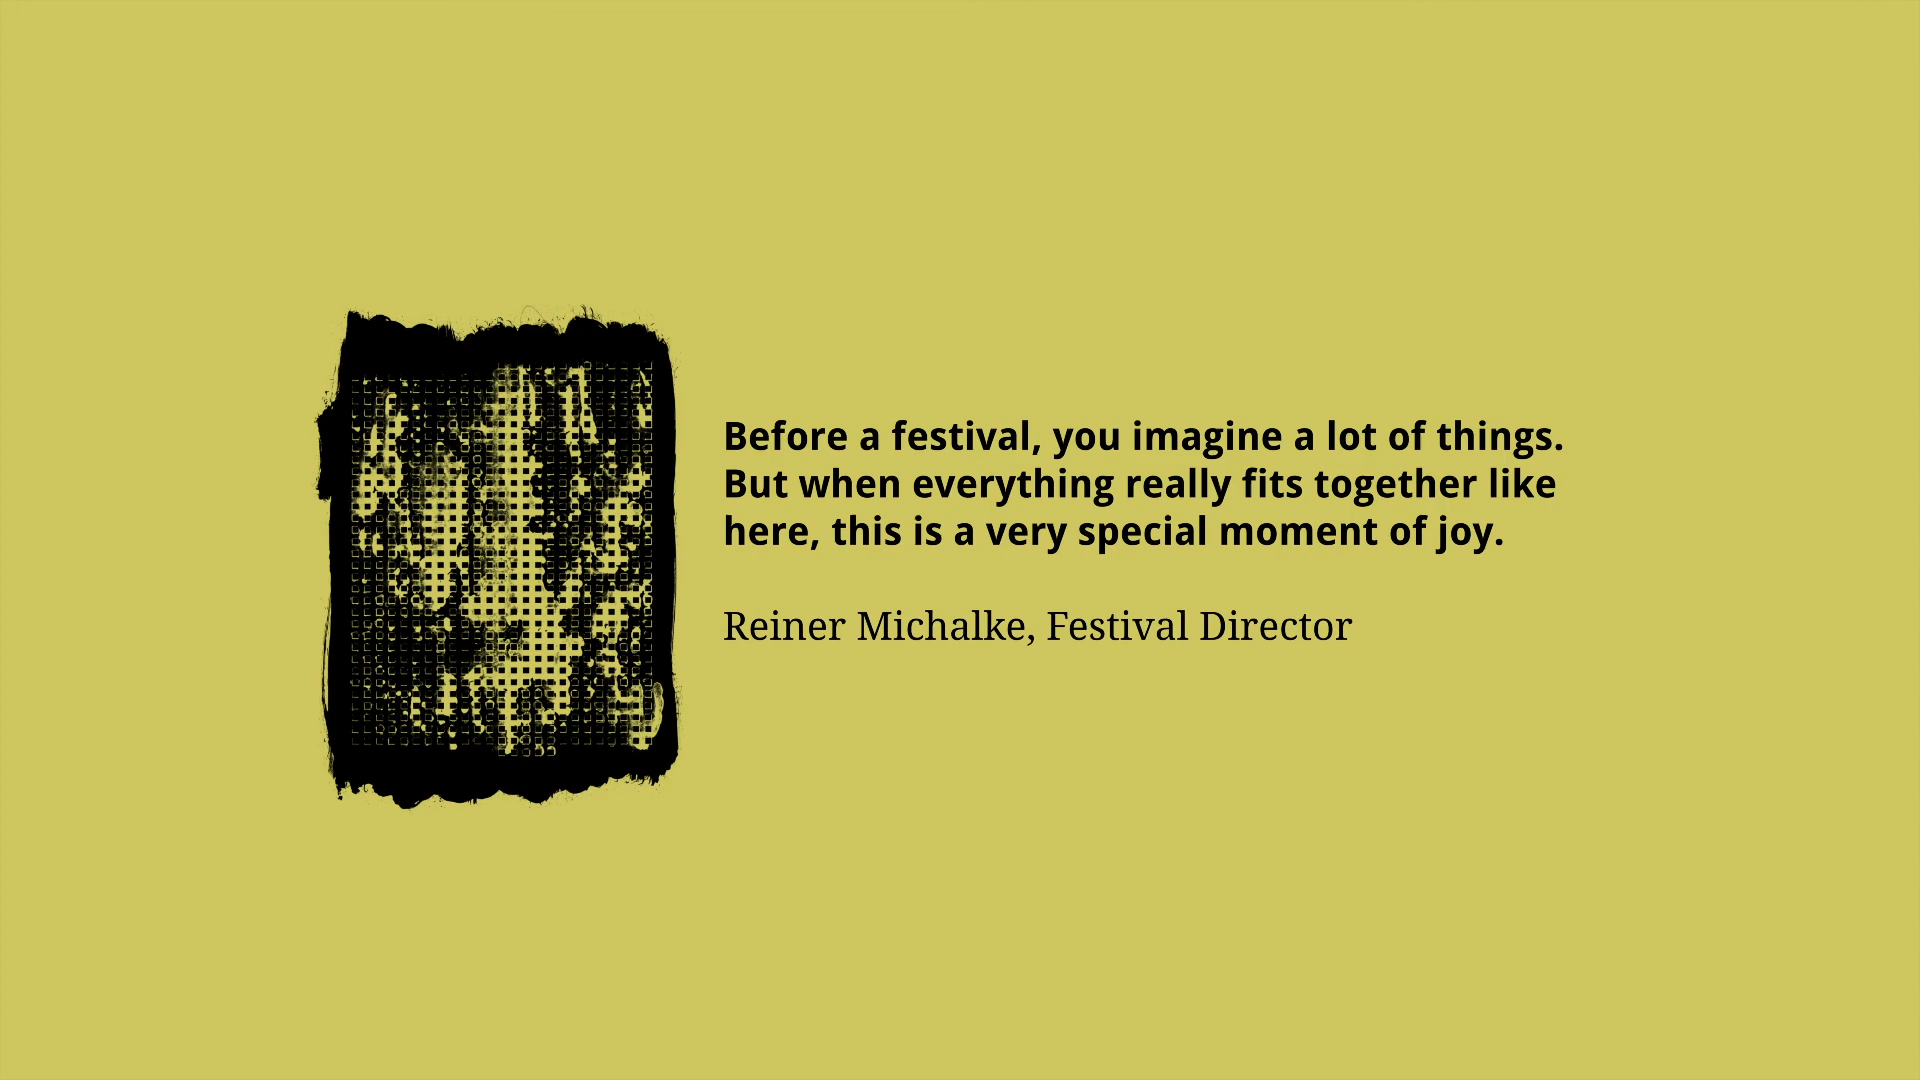 Before a festival, you imagine a lot of things.
But when everything really fits together like
here, this is a very special moment of joy.
Reiner Michalke, Festival Director